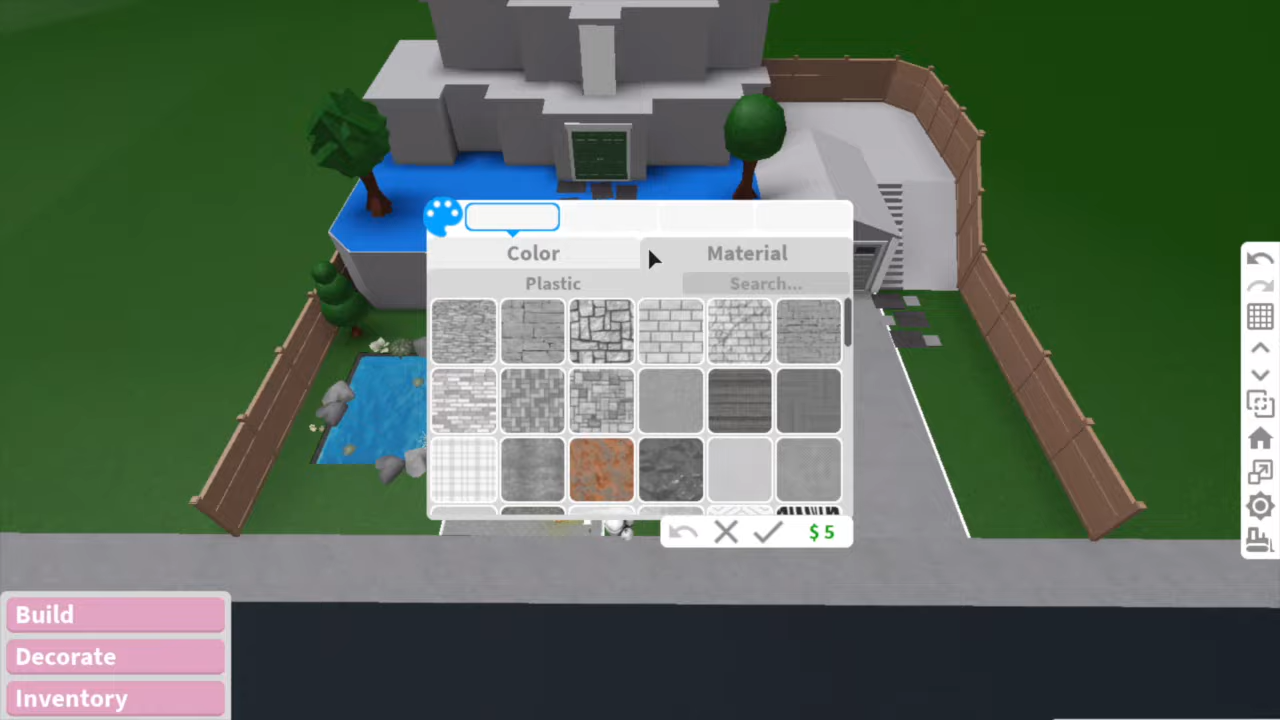 Color
Material
Plastic
Search...
$ 5
Build
Decorate
Inventory